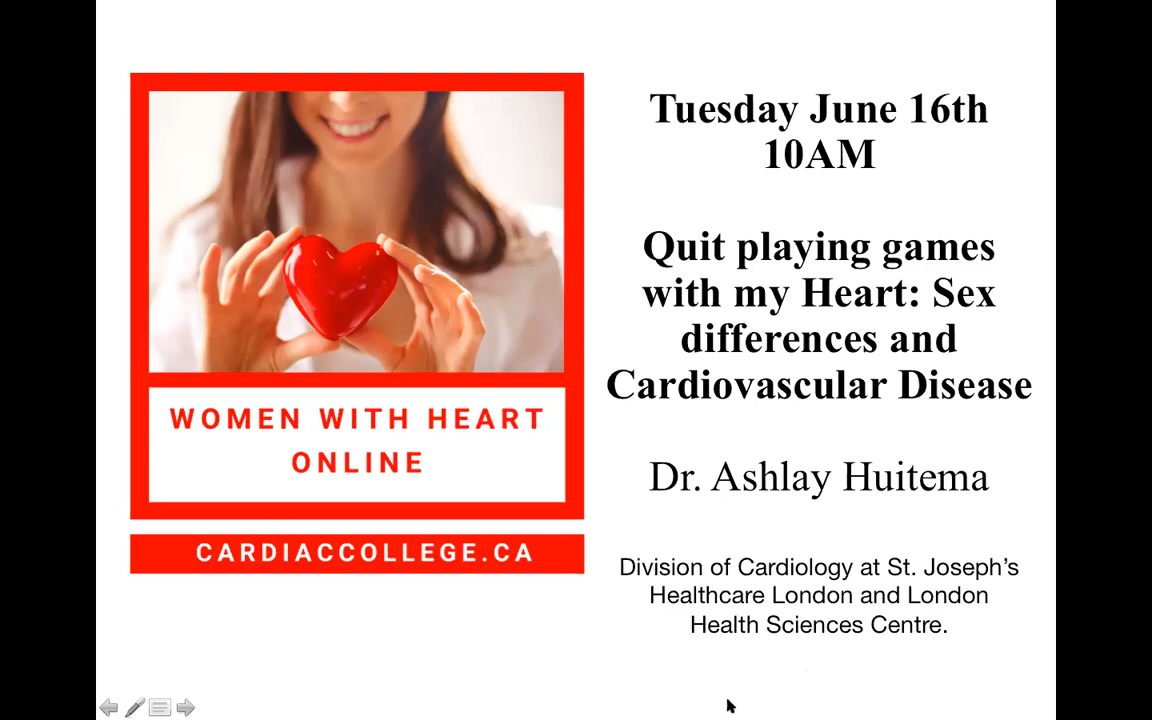 WOMEN WITH HEART
ONLINE
CARDIACCOLLEGE.CA
Tuesday June 16th
10AM
Quit playing games
with my Heart: Sex
differences and
Cardiovascular Disease
Dr. Ashlay Huitema
Division of Cardiology at St. Joseph’s
Healthcare London and London
Health Sciences Centre.